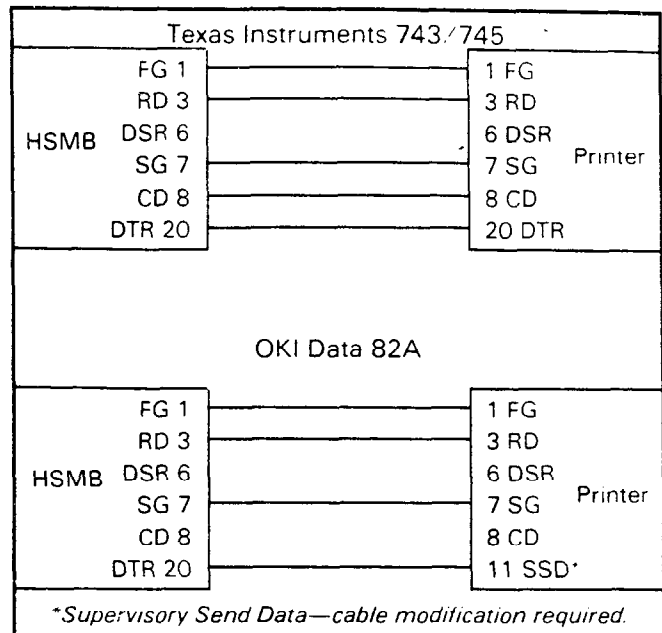 Texas Instruments 743/745
FG 1 1 FG
RD 3 3 RD
DSR 6 6 DSR
HSMB Printer
SG 7 7 SG
CD 8 8 CD
DTR 20 20 DTR
OKI Data 82A
FG 1 1 FG
RD 3 3 RD
DSR 6 6 DSR
HSMB Printer
SG 7 7 SG
CD 8 8 CD
DTR 20 11 SSD*
*Supervisory Send Data—cable modification required.